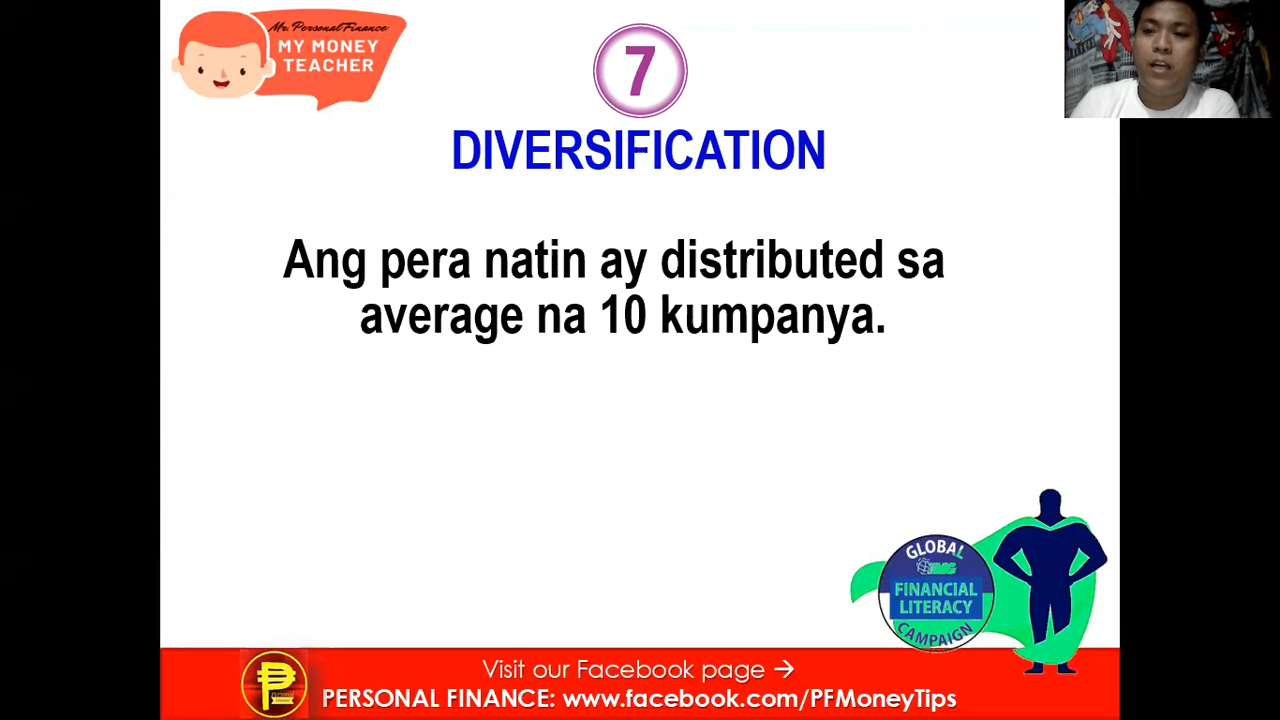 Mr. Personal Finance
MY MONEY
TEACHER
7
DIVERSIFICATION
Ang pera natin ay distributed sa
average na 10 kumpanya.
GLOBAL
IMG
FINANCIAL
LITERACY
CAMPAIGN
Visit our Facebook page →
PERSONAL FINANCE: www.facebook.com/PFMoneyTips